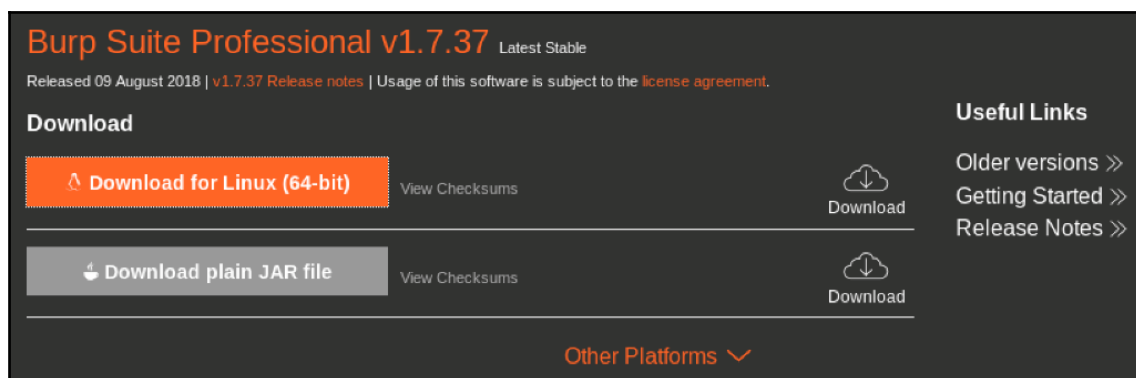 Burp Suite Professional v1.7.37 Latest Stable
Released 09 August 2018 | v1.7.37 Release notes | Usage of this software is subject to the license agreement.
Download
Download for Linux (64-bit)
View Checksums
Download
Download plain JAR file
View Checksums
Download
Other Platforms
Useful Links
Older versions
Getting Started
Release Notes